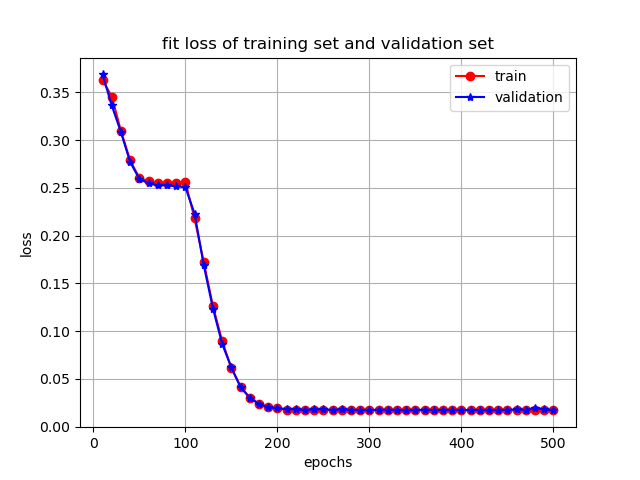 fit loss of training set and validation set
train
validation
0.35
0.30
0.25
0.20
0.15
0.10
0.05
0.00
loss
0 100 200 300 400 500
epochs